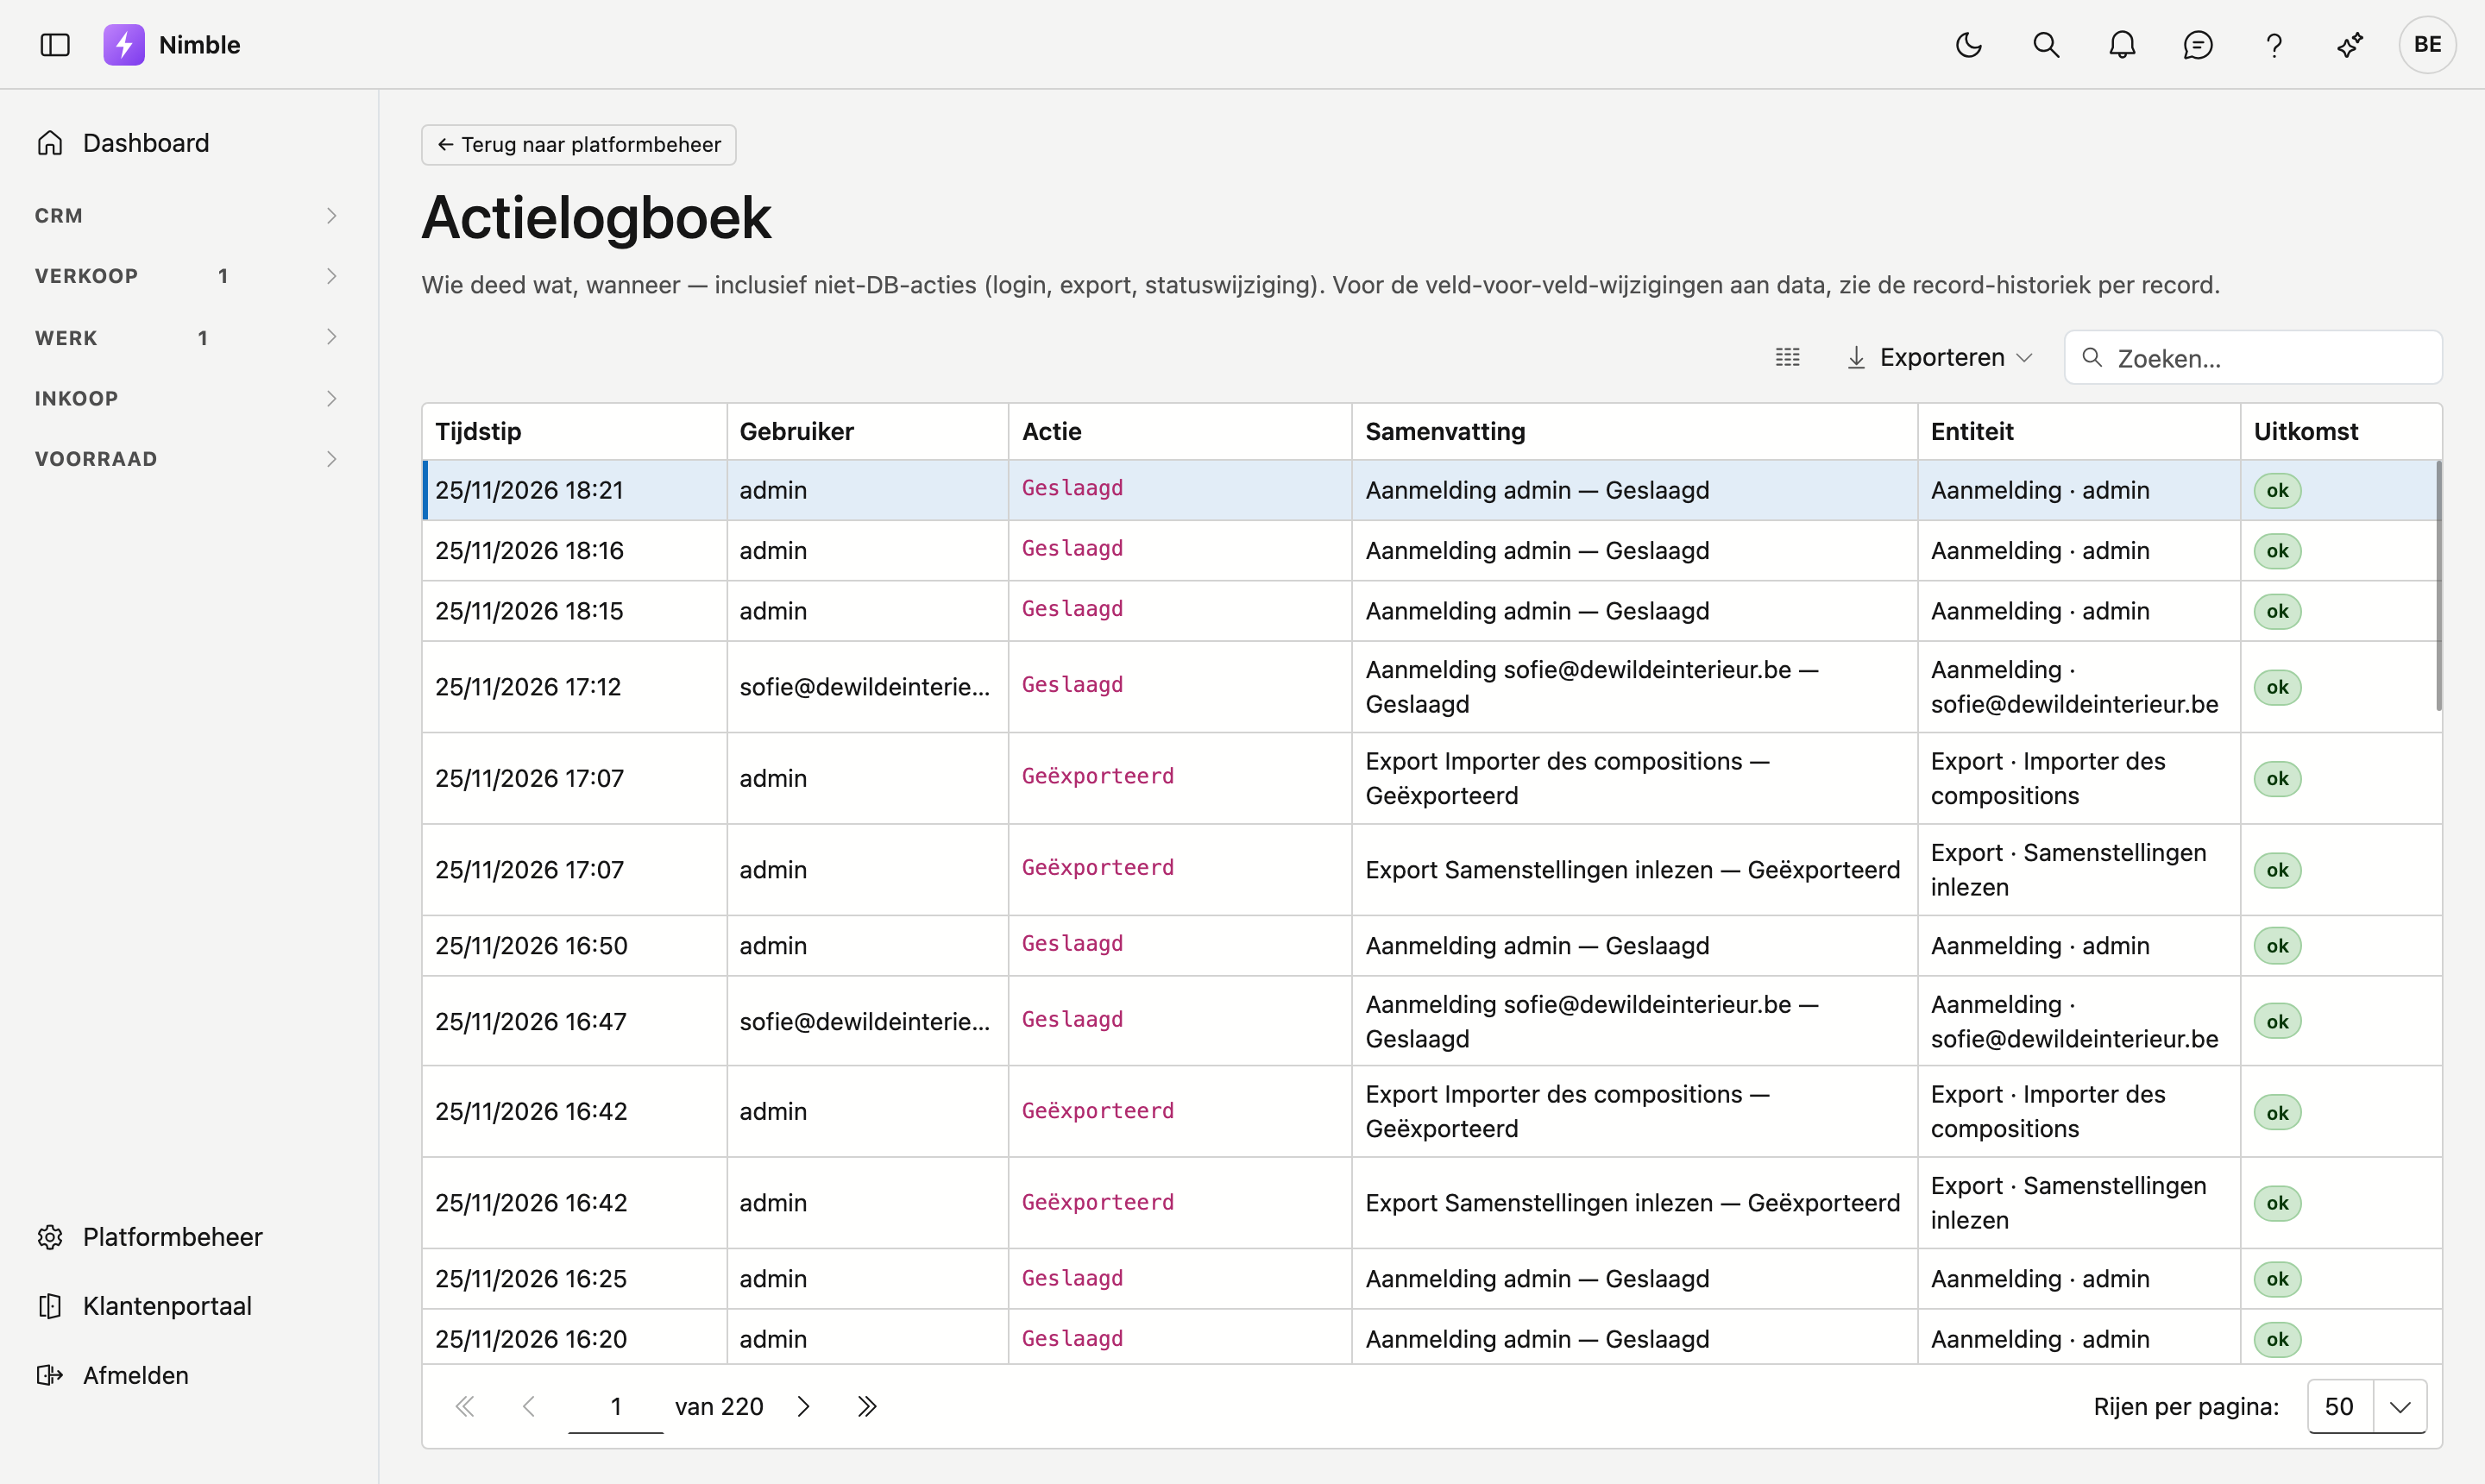 Nimble
BE
Dashboard
CRM
VERKOOP 1
WERK 1
INKOOP
VOORRAAD
Platformbeheer
Klantenportaal
Afmelden
← Terug naar platformbeheer
Actielogboek
Wie deed wat, wanneer — inclusief niet-DB-acties (login, export, statuswijziging). Voor de veld-voor-veld-wijzigingen aan data, zie de record-historiek per record.
Exporteren
Zoeken...
Tijdstip Gebruiker Actie Samenvatting Entiteit Uitkomst
25/11/2026 18:21 admin Geslaagd Aanmelding admin — Geslaagd Aanmelding · admin ok
25/11/2026 18:16 admin Geslaagd Aanmelding admin — Geslaagd Aanmelding · admin ok
25/11/2026 18:15 admin Geslaagd Aanmelding admin — Geslaagd Aanmelding · admin ok
25/11/2026 17:12 sofie@dewildeinterie... Geslaagd Aanmelding sofie@dewildeinterieur.be — Geslaagd Aanmelding · sofie@dewildeinterieur.be ok
25/11/2026 17:07 admin Geëxporteerd Export Importer des compositions — Geëxporteerd Export · Importer des compositions ok
25/11/2026 17:07 admin Geëxporteerd Export Samenstellingen inlezen — Geëxporteerd Export · Samenstellingen inlezen ok
25/11/2026 16:50 admin Geslaagd Aanmelding admin — Geslaagd Aanmelding · admin ok
25/11/2026 16:47 sofie@dewildeinterie... Geslaagd Aanmelding sofie@dewildeinterieur.be — Geslaagd Aanmelding · sofie@dewildeinterieur.be ok
25/11/2026 16:42 admin Geëxporteerd Export Importer des compositions — Geëxporteerd Export · Importer des compositions ok
25/11/2026 16:42 admin Geëxporteerd Export Samenstellingen inlezen — Geëxporteerd Export · Samenstellingen inlezen ok
25/11/2026 16:25 admin Geslaagd Aanmelding admin — Geslaagd Aanmelding · admin ok
25/11/2026 16:20 admin Geslaagd Aanmelding admin — Geslaagd Aanmelding · admin ok
1 van 220
Rijen per pagina: 50